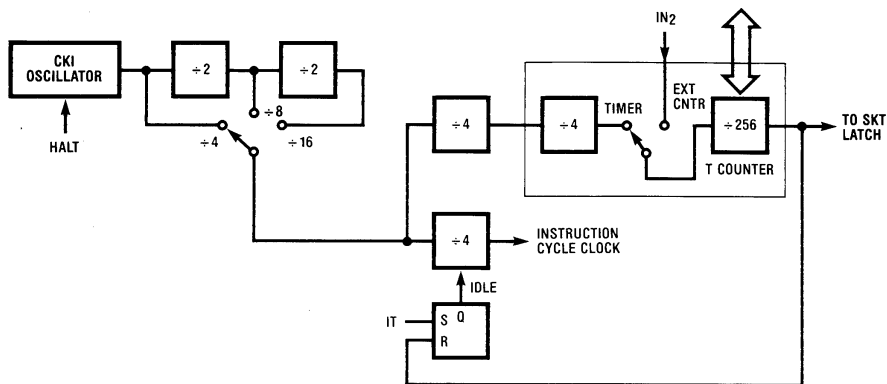 CKI
OSCILLATOR
HALT
÷2
÷2
÷8
÷4
÷16
÷4
÷4
TIMER
IN2
EXT
CNTR
÷256
T COUNTER
TO SKT
LATCH
÷4
INSTRUCTION
CYCLE CLOCK
IDLE
IT
S Q
R